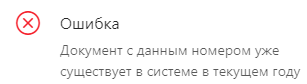 Ошибка
Документ с данным номером уже
существует в системе в текущем году